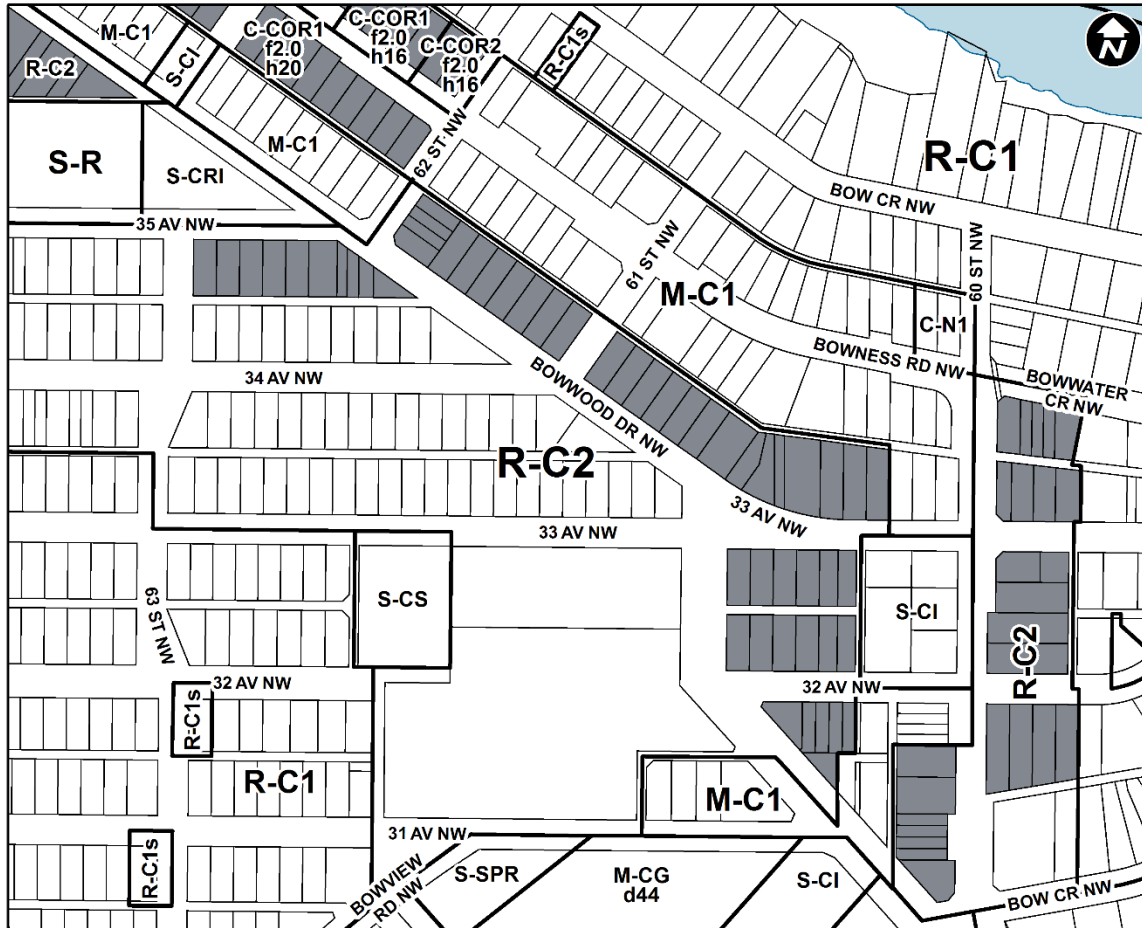 M-C1
S-CI
C-COR1
f2.0
h20
C-COR1
f2.0
h16
C-COR2
f2.0
h16
R-C1s
N
R-C2
M-C1
62 ST NW
S-R
S-CRI
R-C1
BOW CR NW
35 AV NW
61 ST NW
60 ST NW
M-C1
C-N1
BOWNESS RD NW
BOWWATER
CR NW
34 AV NW
BOWWOOD DR NW
R-C2
33 AV NW
33 AV NW
S-CS
S-CI
63 ST NW
R-C2
32 AV NW
32 AV NW
R-C1s
R-C1
M-C1
31 AV NW
R-C1s
S-SPR
M-CG
d44
S-CI
BOWVIEW
RD NW
BOW CR NW